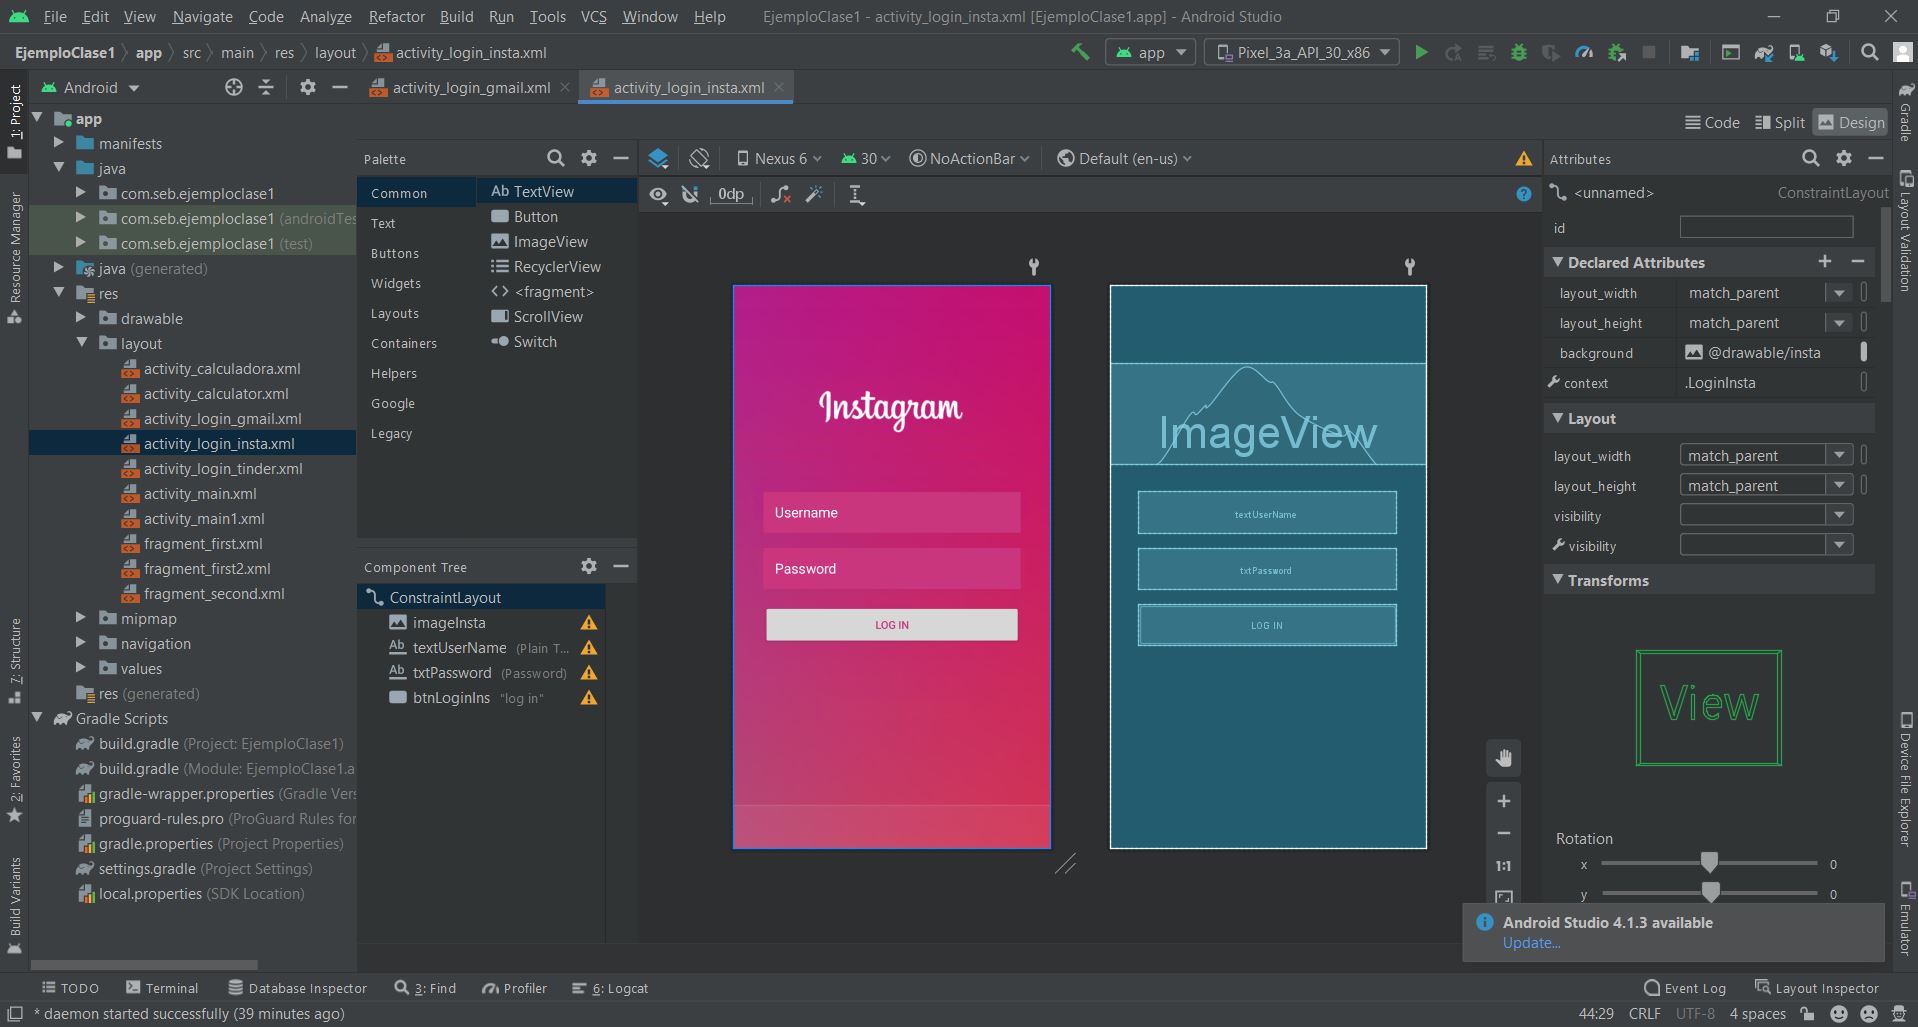 File Edit View Navigate Code Analyze Refactor Build Run Tools VCS Window Help EjemploClase1 - activity_login_insta.xml [EjemploClase1.app] - Android Studio
EjemploClase1 app src main res layout activity_login_insta.xml app Pixel_3a_API_30_x86
Android activity_login_gmail.xml activity_login_insta.xml
Code Split Design
1: Project
Resource Manager
7: Structure
2: Favorites
Build Variants
app
manifests
java
com.seb.ejemploclase1
com.seb.ejemploclase1 (androidTes
com.seb.ejemploclase1 (test)
java (generated)
res
drawable
layout
activity_calculadora.xml
activity_calculator.xml
activity_login_gmail.xml
activity_login_insta.xml
activity_login_tinder.xml
activity_main.xml
activity_main1.xml
fragment_first.xml
fragment_first2.xml
fragment_second.xml
mipmap
navigation
values
res (generated)
Gradle Scripts
build.gradle (Project: EjemploClase1)
build.gradle (Module: EjemploClase1.a
gradle-wrapper.properties (Gradle Vers
proguard-rules.pro (ProGuard Rules for
gradle.properties (Project Properties)
settings.gradle (Project Settings)
local.properties (SDK Location)
Palette
Common
Text
Buttons
Widgets
Layouts
Containers
Helpers
Google
Legacy
Ab TextView
Button
ImageView
RecyclerView
<fragment>
ScrollView
Switch
Component Tree
ConstraintLayout
imageInsta
Ab textUserName (Plain T...
Ab txtPassword (Password)
btnLoginIns "log in"
Nexus 6 30 NoActionBar Default (en-us)
0dp
Instagram
Username
Password
LOG IN
ImageView
textUserName
txtPassword
LOG IN
1:1
Attributes
<unnamed> ConstraintLayout
id
Declared Attributes
layout_width match_parent
layout_height match_parent
background @drawable/insta
context .LoginInsta
Layout
layout_width match_parent
layout_height match_parent
visibility
visibility
Transforms
View
Rotation
x 0
y 0
Android Studio 4.1.3 available
Update...
Gradle
Layout Validation
Device File Explorer
Emulator
TODO Terminal Database Inspector 3: Find Profiler 6: Logcat Event Log Layout Inspector
* daemon started successfully (39 minutes ago) 44:29 CRLF UTF-8 4 spaces